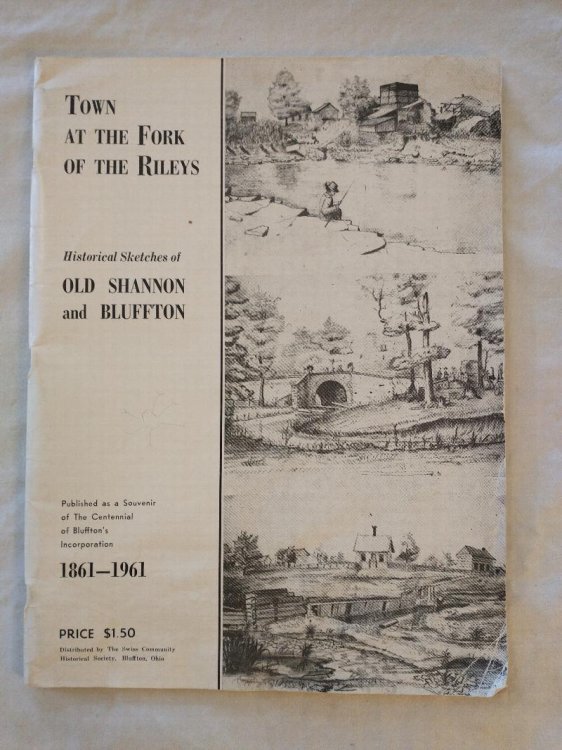 TOWN
AT THE FORK
OF THE RILEYS
Historical Sketches of
OLD SHANNON
and BLUFFTON
Published as a Souvenir
of The Centennial
of Bluffton's
Incorporation
1861—1961
PRICE $1.50
Distributed by The Swiss Community
Historical Society, Bluffton, Ohio